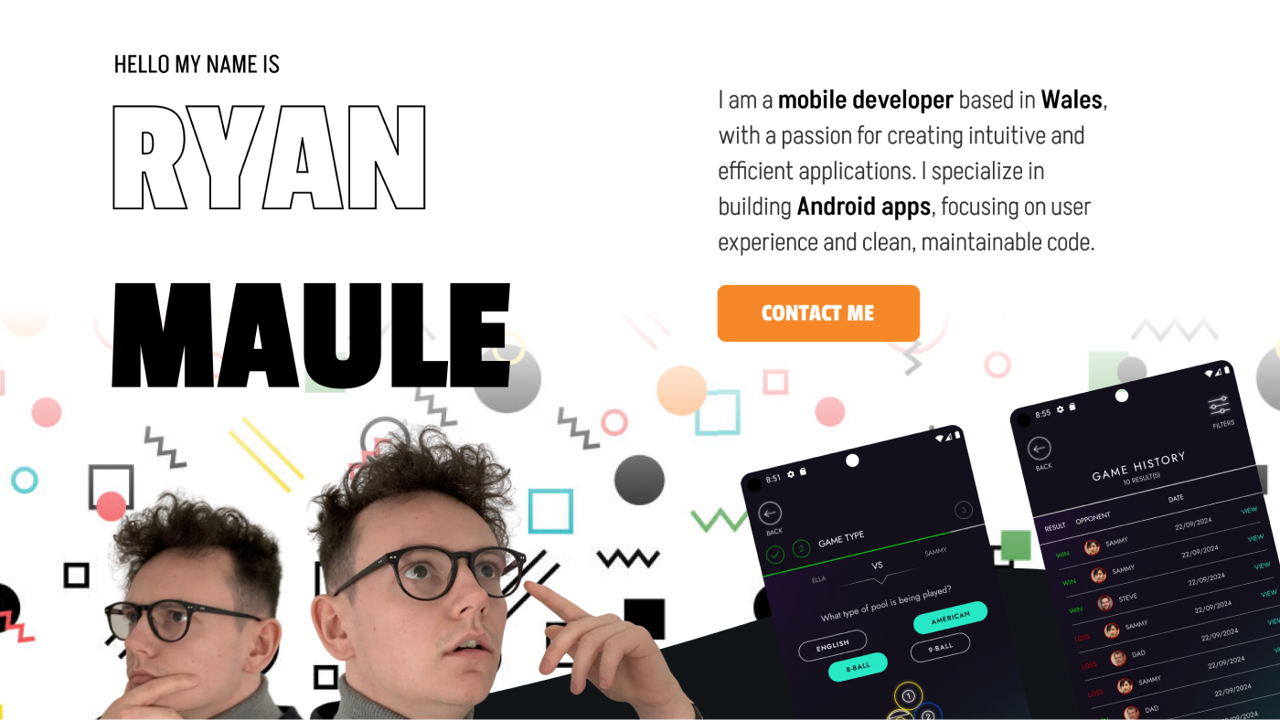 HELLO MY NAME IS
RYAN
MAULE
I am a mobile developer based in Wales,
with a passion for creating intuitive and
efficient applications. I specialize in
building Android apps, focusing on user
experience and clean, maintainable code.
CONTACT ME
8:51
BACK
2
GAME TYPE
3
ELLA
VS
SAMMY
What type of pool is being played?
ENGLISH
AMERICAN
8-BALL
9-BALL
1
2
8:55
BACK
FILTERS
GAME HISTORY
10 RESULT(S)
RESULT OPPONENT DATE
WIN SAMMY 22/09/2024 VIEW
WIN SAMMY 22/09/2024 VIEW
WIN STEVE 22/09/2024 VIEW
LOSS SAMMY 22/09/2024 VIEW
LOSS DAD 22/09/2024 VIEW
LOSS SAMMY 22/09/2024
DAD 22/09/2024